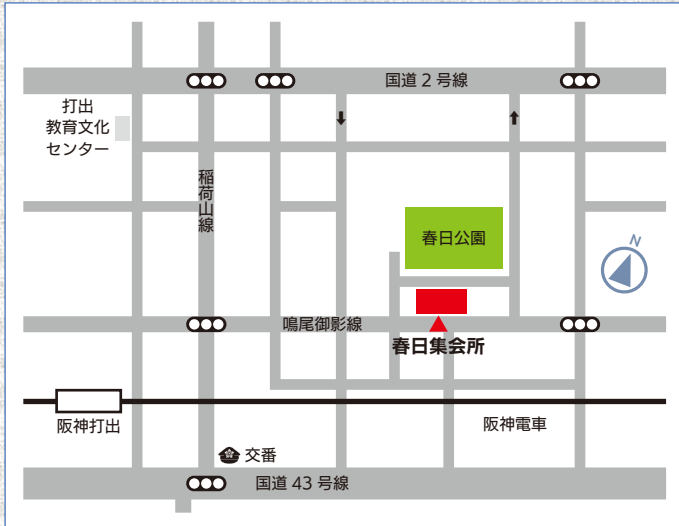 国道 2 号線
打出
教育文化
センター
稲荷山線
N
春日公園
鳴尾御影線
春日集会所
阪神打出
阪神電車
交番
国道 43 号線